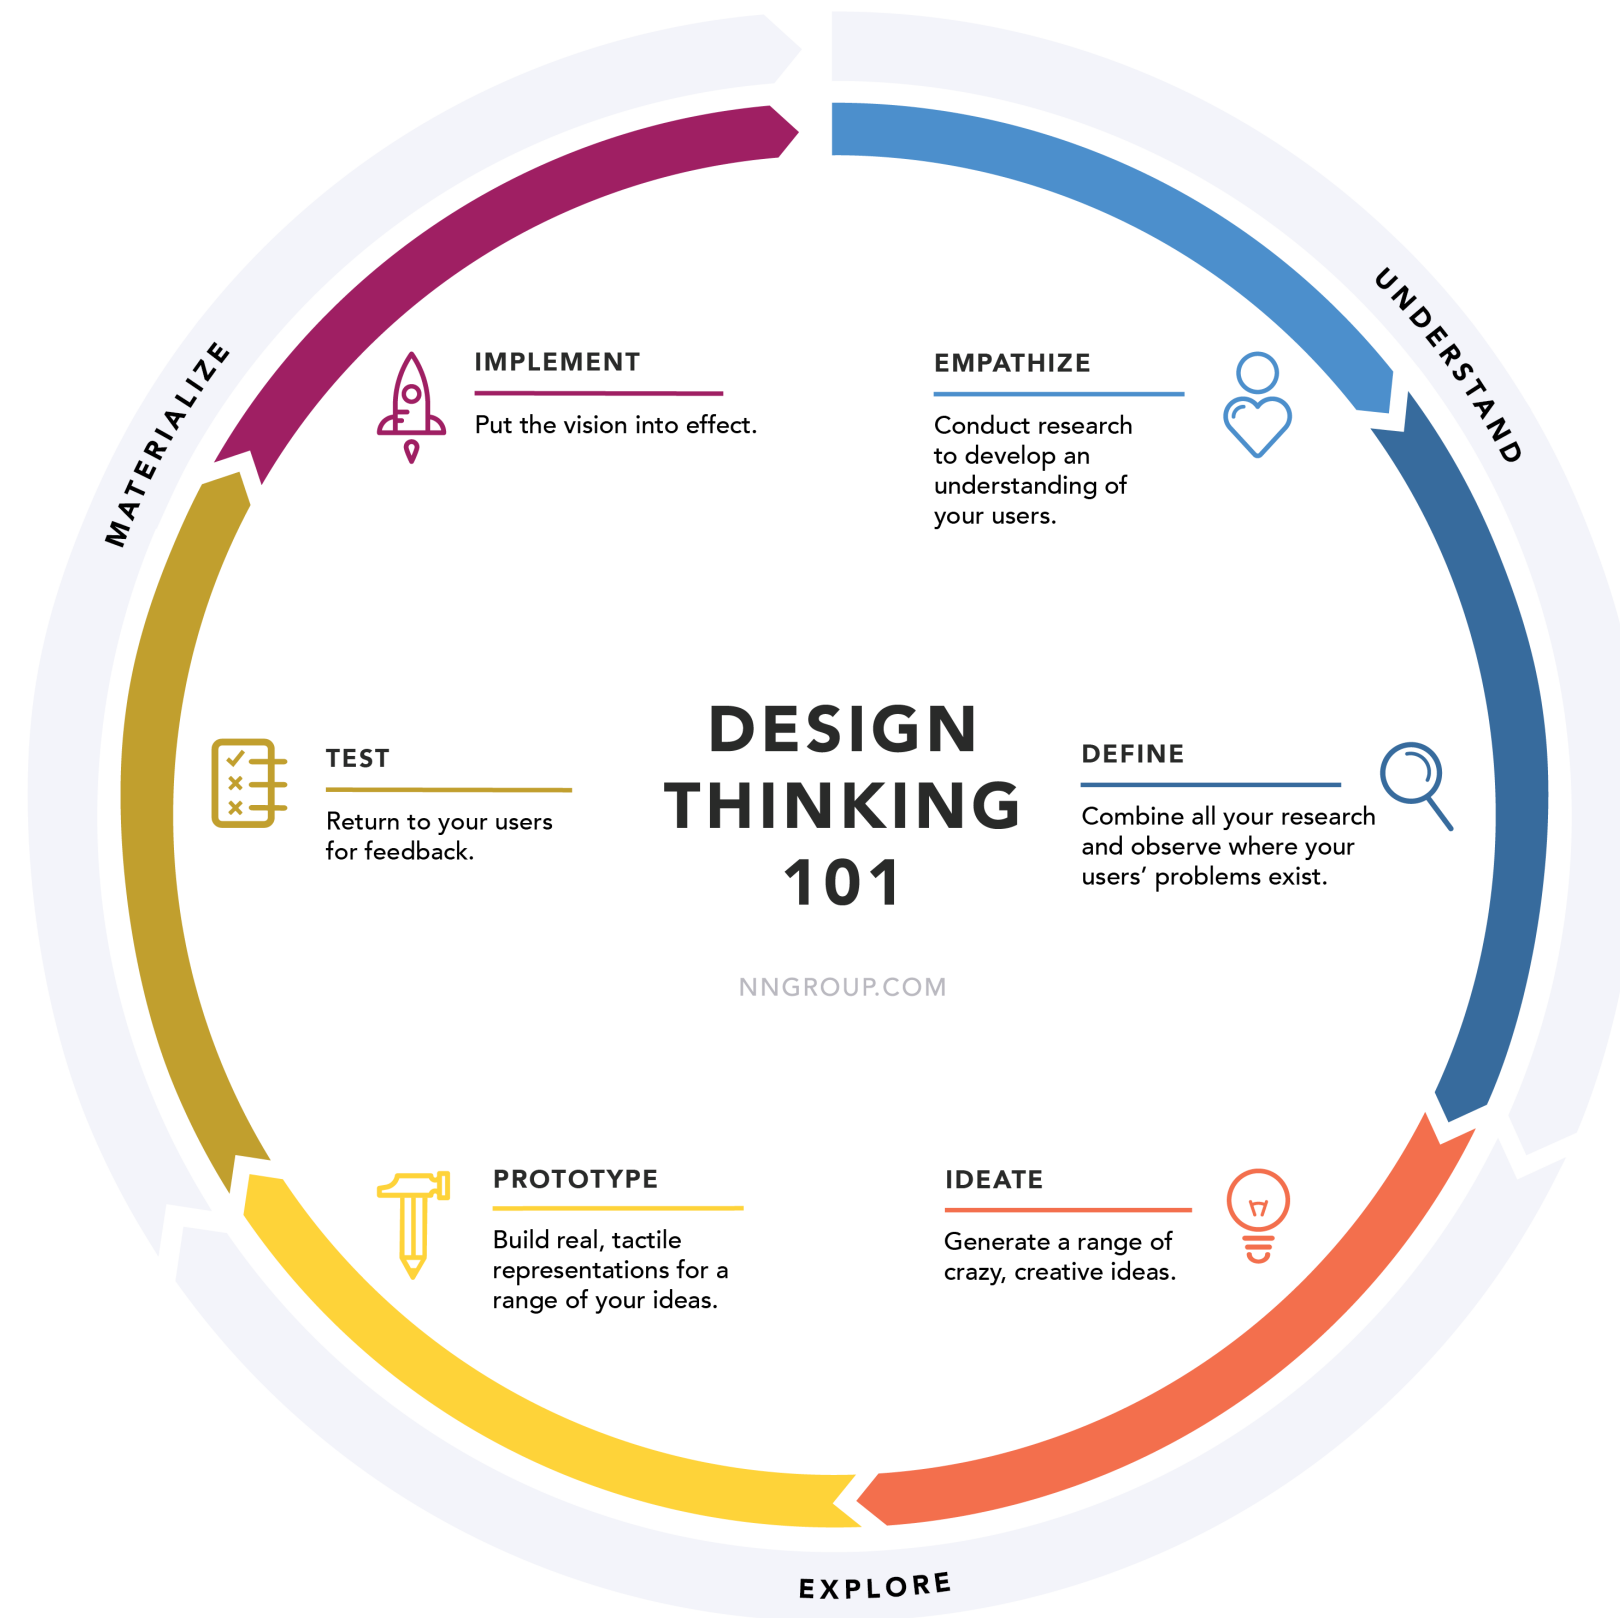 DESIGN
THINKING
101
NNGROUP.COM
UNDERSTAND
EMPATHIZE
Conduct research
to develop an
understanding of
your users.
DEFINE
Combine all your research
and observe where your
users’ problems exist.
EXPLORE
IDEATE
Generate a range of
crazy, creative ideas.
PROTOTYPE
Build real, tactile
representations for a
range of your ideas.
MATERIALIZE
TEST
Return to your users
for feedback.
IMPLEMENT
Put the vision into effect.